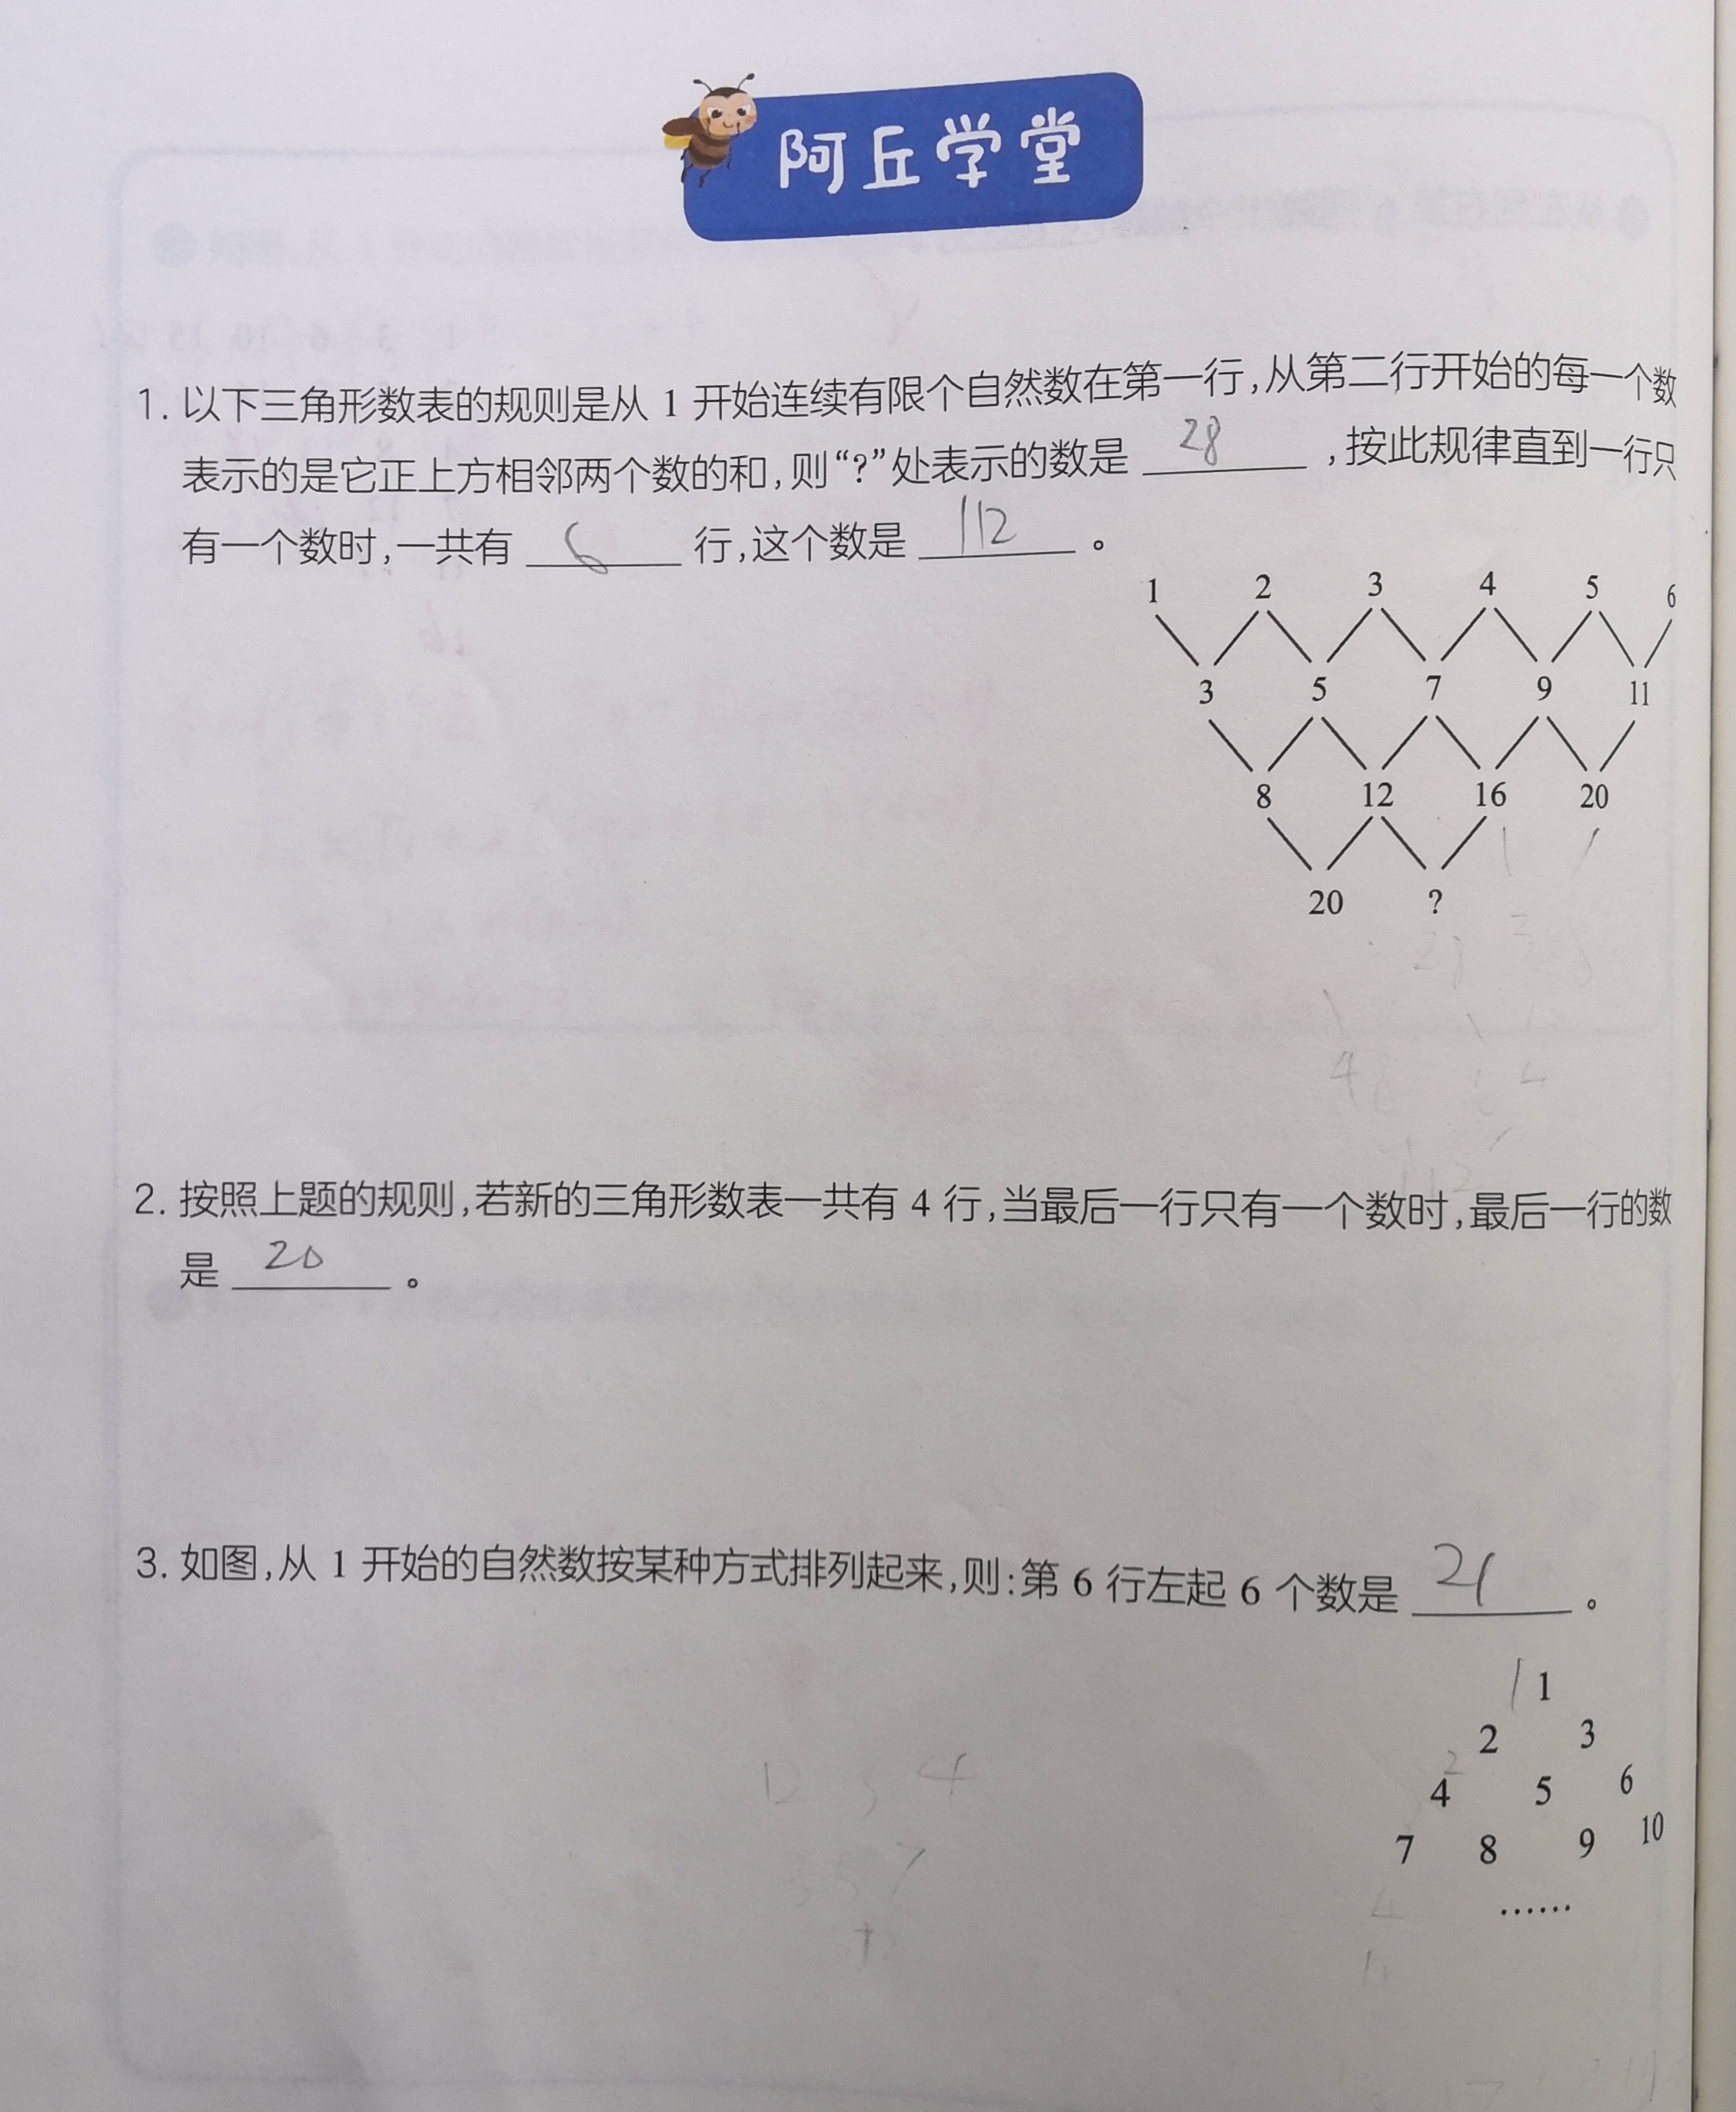 阿丘学堂
1. 以下三角形数表的规则是从 1 开始连续有限个自然数在第一行,从第二行开始的每一个数
表示的是它正上方相邻两个数的和,则“?”处表示的数是 28 ,按此规律直到一行只
有一个数时,一共有 6 行,这个数是 112 。
1 2 3 4 5 6
3 5 7 9 11
8 12 16 20
20 ?
28
48
112
2. 按照上题的规则,若新的三角形数表一共有 4 行,当最后一行只有一个数时,最后一行的数
是 20 。
3. 如图,从 1 开始的自然数按某种方式排列起来,则:第 6 行左起 6 个数是 21 。
1
2 3
4 5 6
7 8 9 10
……